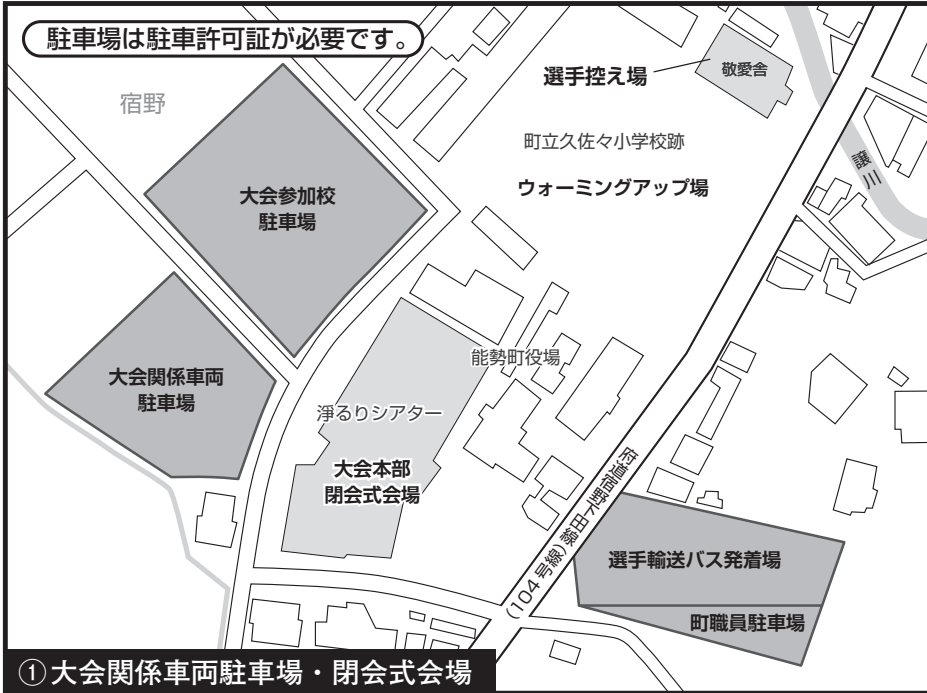 駐車場は駐車許可証が必要です。
宿野
選手控え場
敬愛舎
町立久佐々小学校跡
ウォーミングアップ場
譲川
大会参加校
駐車場
大会関係車両
駐車場
能勢町役場
浄るりシアター
大会本部
閉会式会場
府道宿野下田線
(104号線)
選手輸送バス発着場
町職員駐車場
①大会関係車両駐車場・閉会式会場